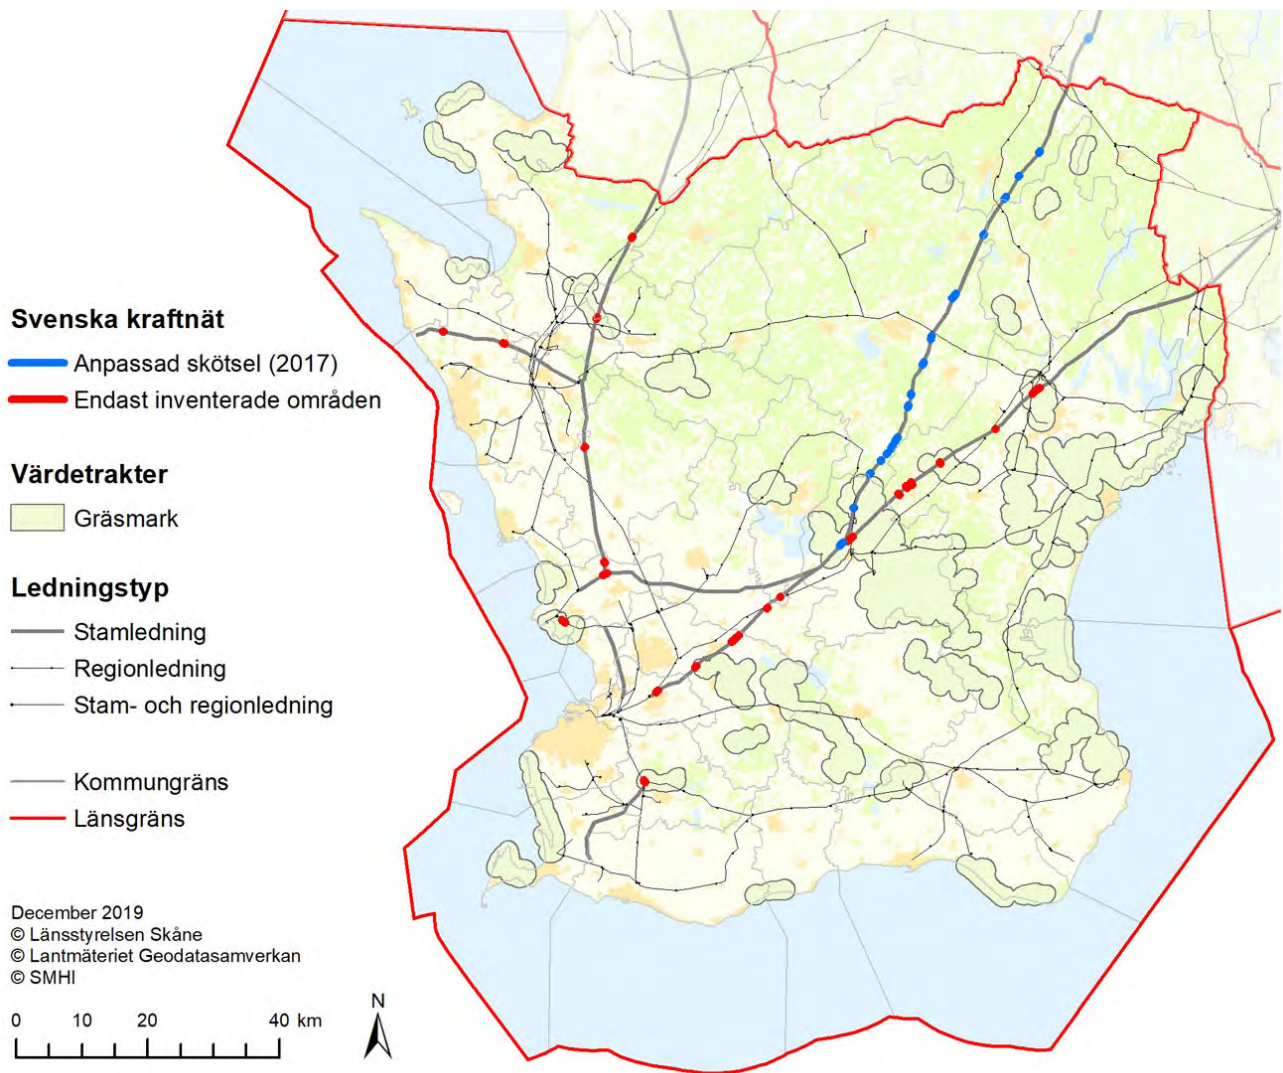 Svenska kraftnät
Anpassad skötsel (2017)
Endast inventerade områden
Värdetrakter
Gräsmark
Ledningstyp
Stamledning
Regionledning
Stam- och regionledning
Kommungräns
Länsgräns
December 2019
© Länsstyrelsen Skåne
© Lantmäteriet Geodatasamverkan
© SMHI
0 10 20 40 km
N